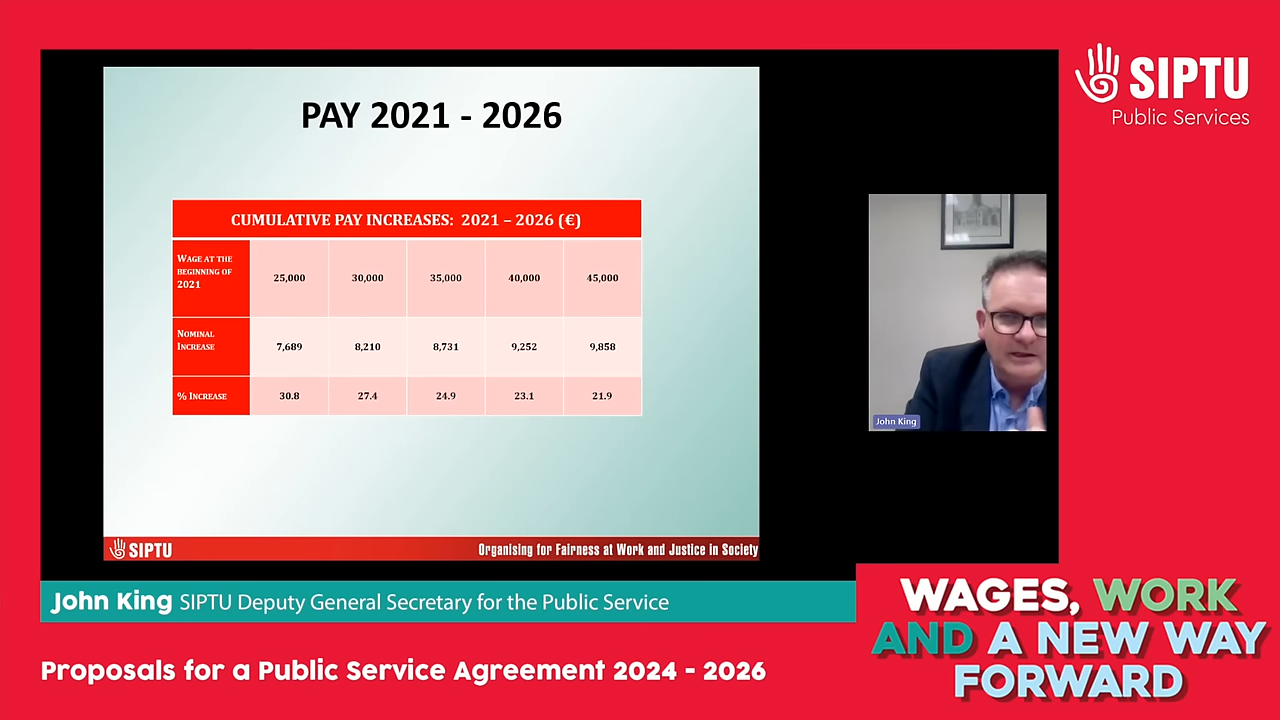 PAY 2021 - 2026
CUMULATIVE PAY INCREASES: 2021 – 2026 (€)
WAGE AT THE
BEGINNING OF
2021
25,000 30,000 35,000 40,000 45,000
NOMINAL
INCREASE
7,689 8,210 8,731 9,252 9,858
% INCREASE 30.8 27.4 24.9 23.1 21.9
SIPTU Organising for Fairness at Work and Justice in Society
SIPTU
Public Services
John King
John King SIPTU Deputy General Secretary for the Public Service
Proposals for a Public Service Agreement 2024 - 2026
WAGES, WORK
AND A NEW WAY
FORWARD